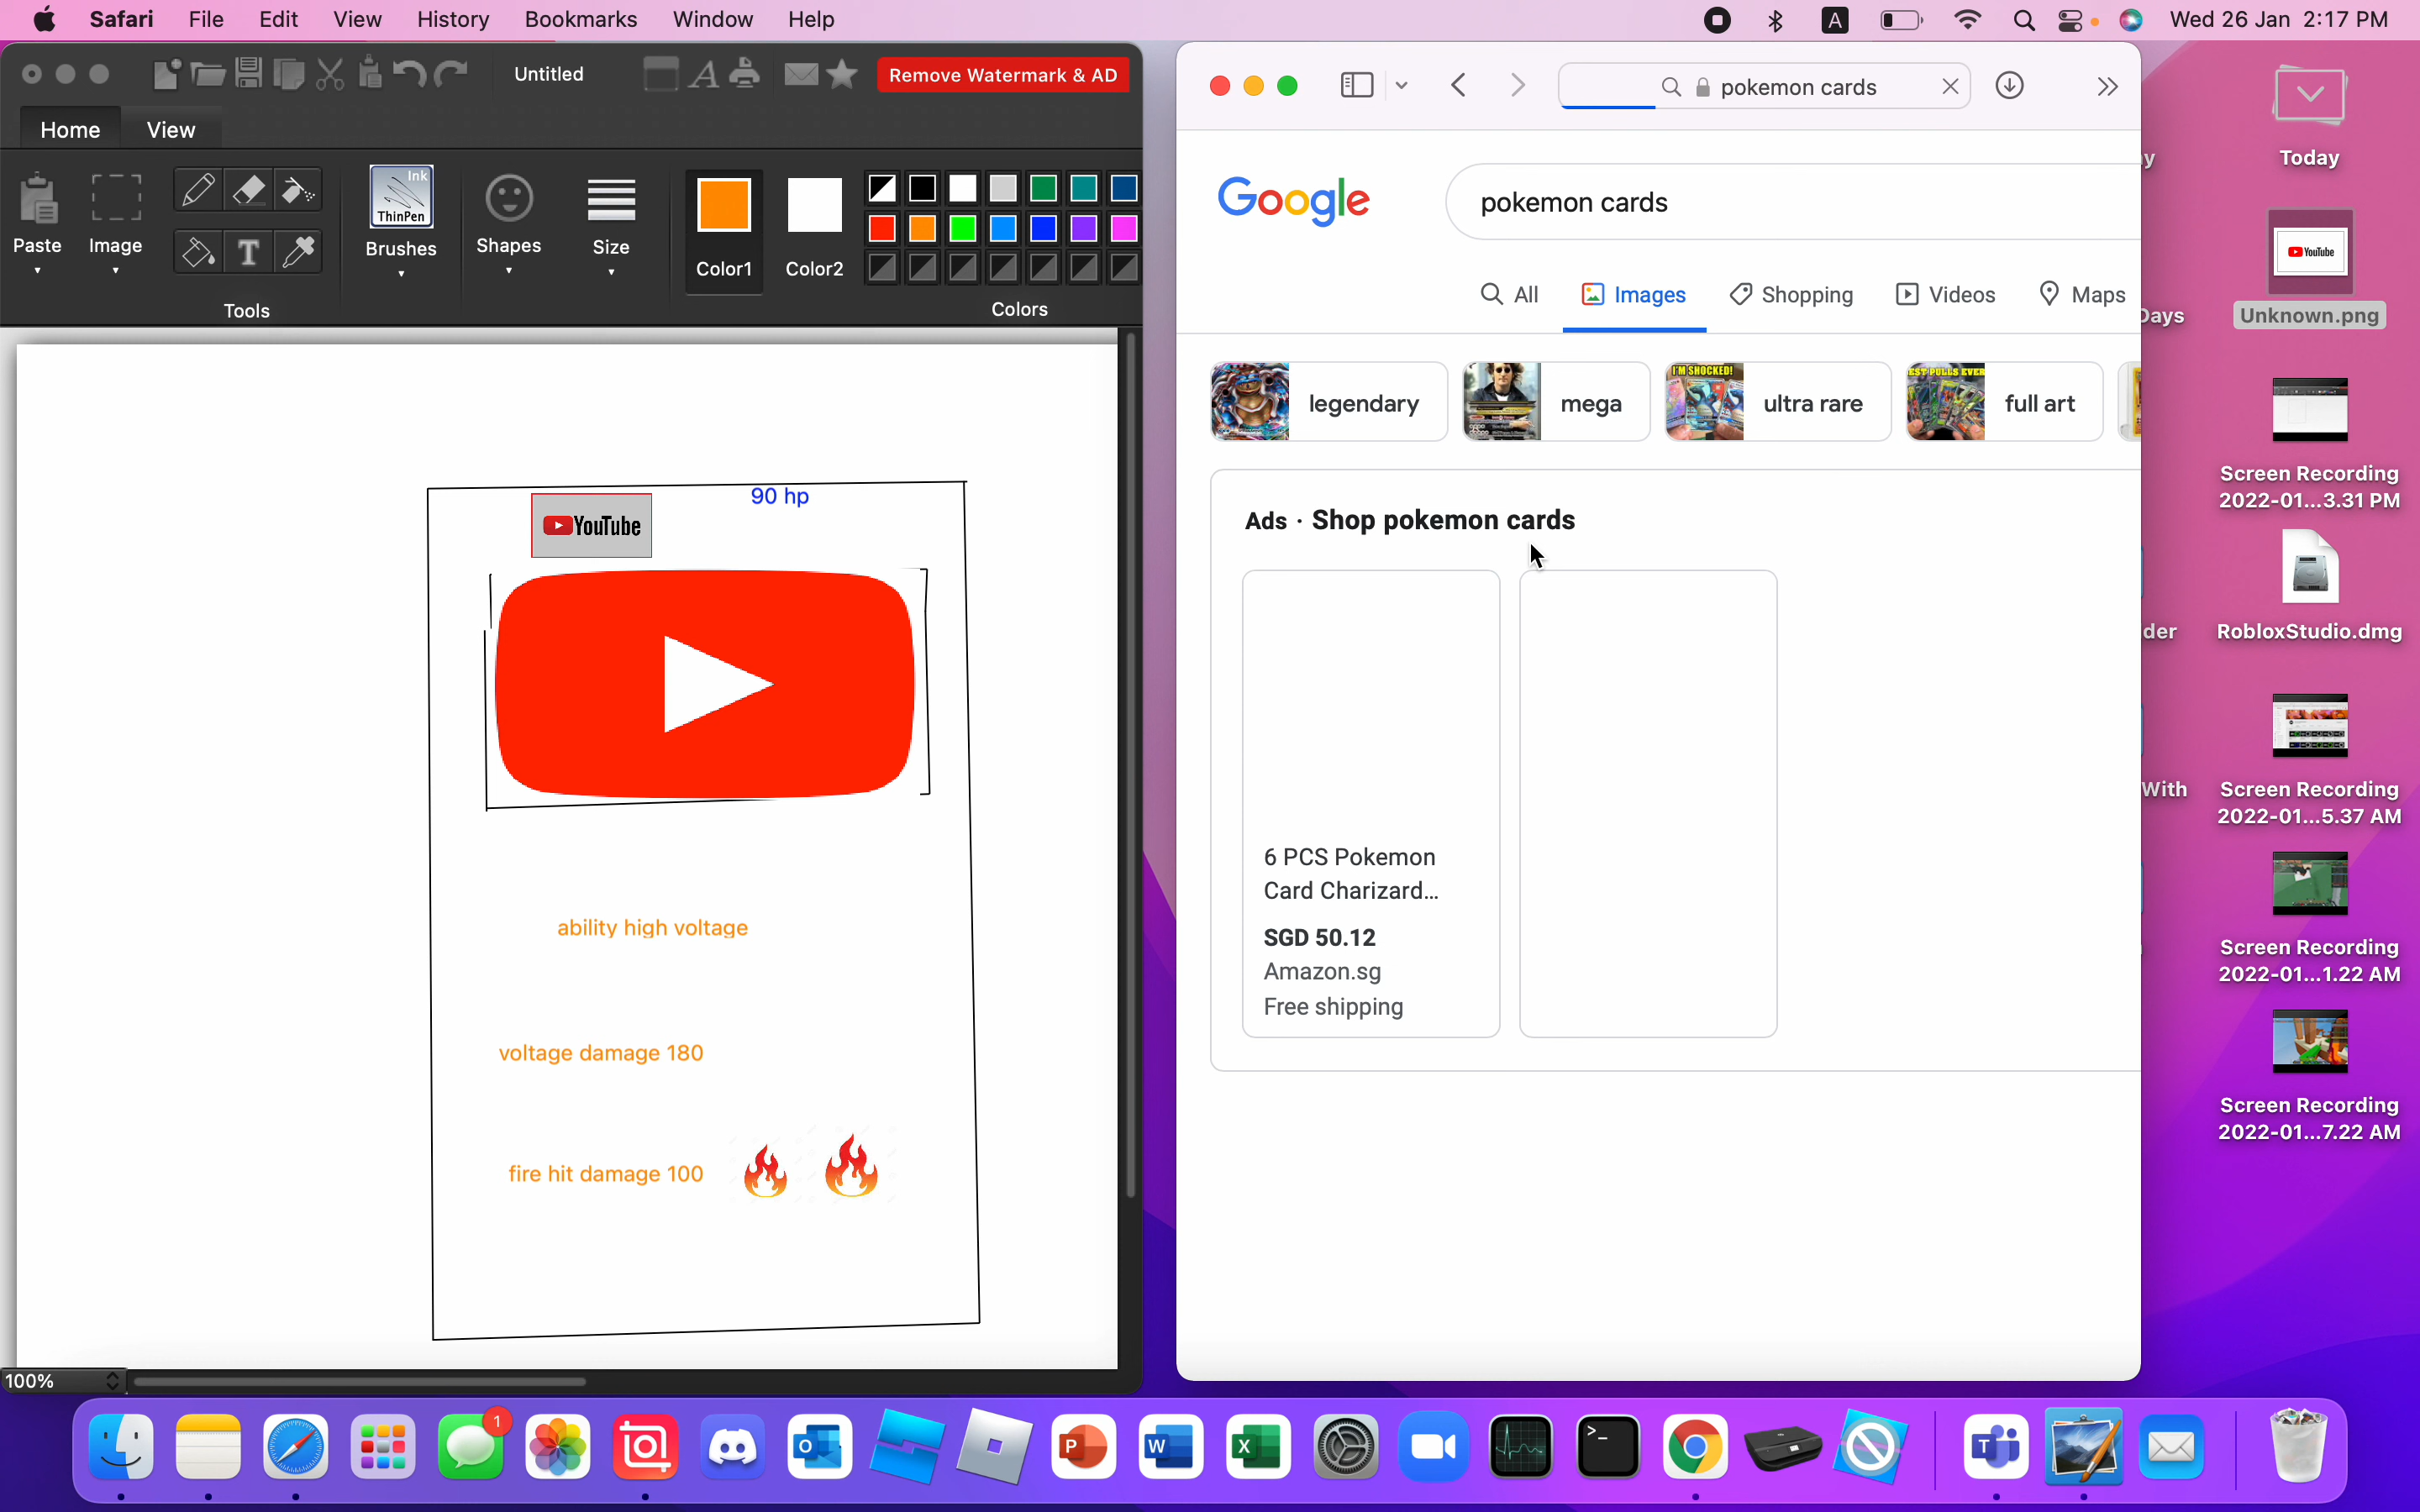 Safari File Edit View History Bookmarks Window Help
A
Wed 26 Jan 2:17 PM
Untitled
A
Remove Watermark & AD
Home View
Paste
Image
T
Tools
Ink
ThinPen
Brushes
Shapes
Size
Color1
Color2
Colors
YouTube
90 hp
ability high voltage
voltage damage 180
fire hit damage 100
100%
pokemon cards
Google
pokemon cards
All
Images
Shopping
Videos
Maps
legendary
mega
I'M SHOCKED!
ultra rare
EST PULLS EVER
full art
Ads · Shop pokemon cards
6 PCS Pokemon
Card Charizard...
SGD 50.12
Amazon.sg
Free shipping
y
Days
der
With
Today
YouTube
Unknown.png
Screen Recording
2022-01...3.31 PM
RobloxStudio.dmg
Screen Recording
2022-01...5.37 AM
Screen Recording
2022-01...1.22 AM
Screen Recording
2022-01...7.22 AM
1
O
P
W
X
>_
T